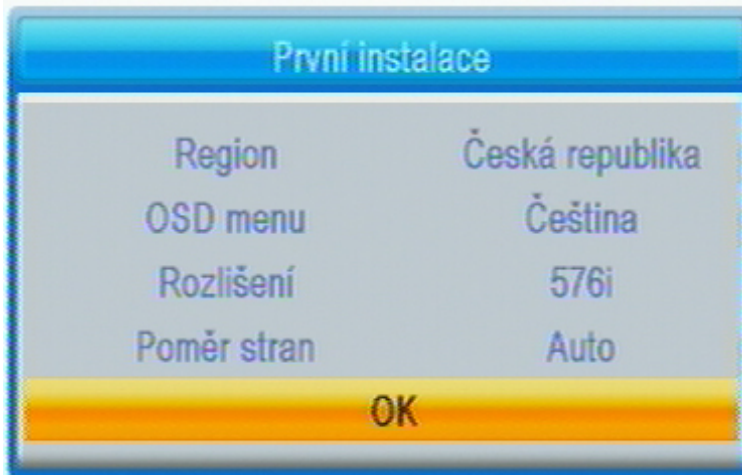 První instalace
Region Česká republika
OSD menu Čeština
Rozlišení 576i
Poměr stran Auto
OK